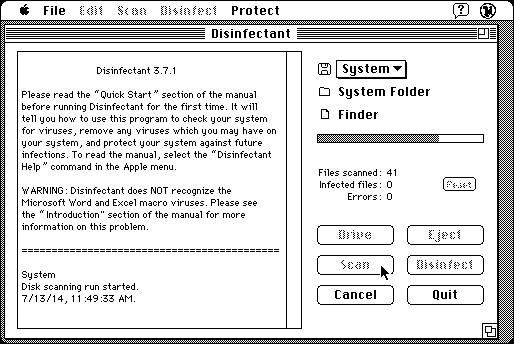 File Edit Scan Disinfect Protect
Disinfectant
Disinfectant 3.7.1
Please read the "Quick Start" section of the manual
before running Disinfectant for the first time. It will
tell you how to use this program to check your system
for viruses, remove any viruses which you may have on
your system, and protect your system against future
infections. To read the manual, select the "Disinfectant
Help" command in the Apple menu.
WARNING: Disinfectant does NOT recognize the
Microsoft Word and Excel macro viruses. Please see
the "Introduction" section of the manual for more
information on this problem.
============================================
System
Disk scanning run started.
7/13/14, 11:49:33 AM.
System
System Folder
Finder
Files scanned: 41
Infected files: 0
Errors: 0
Reset
Drive Eject
Scan Disinfect
Cancel Quit